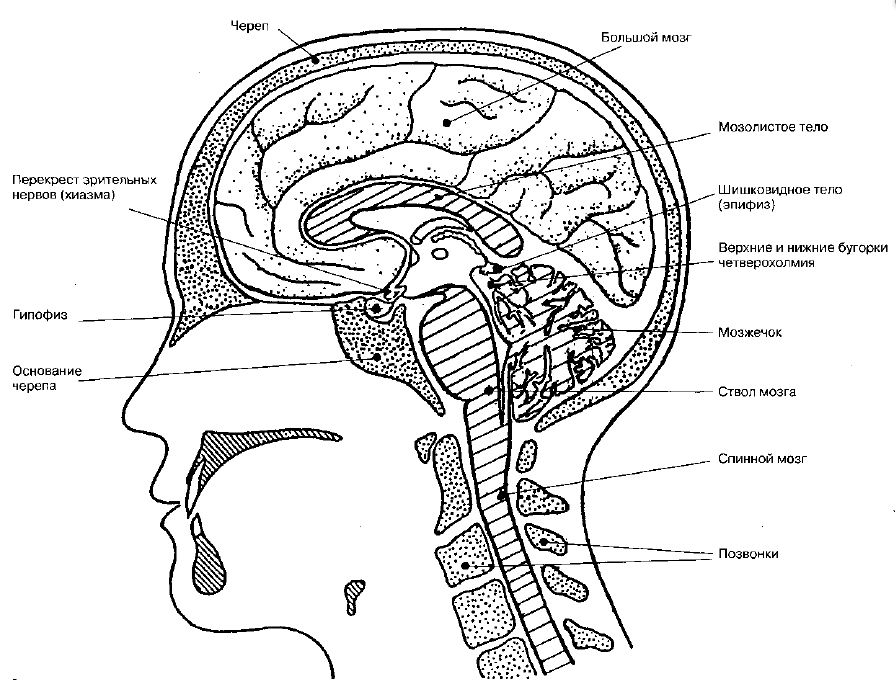 Череп
Большой мозг
Мозолистое тело
Перекрест зрительных
нервов (хиазма)
Шишковидное тело
(эпифиз)
Верхние и нижние бугорки
четверохолмия
Гипофиз
Мозжечок
Основание
черепа
Ствол мозга
Спинной мозг
Позвонки